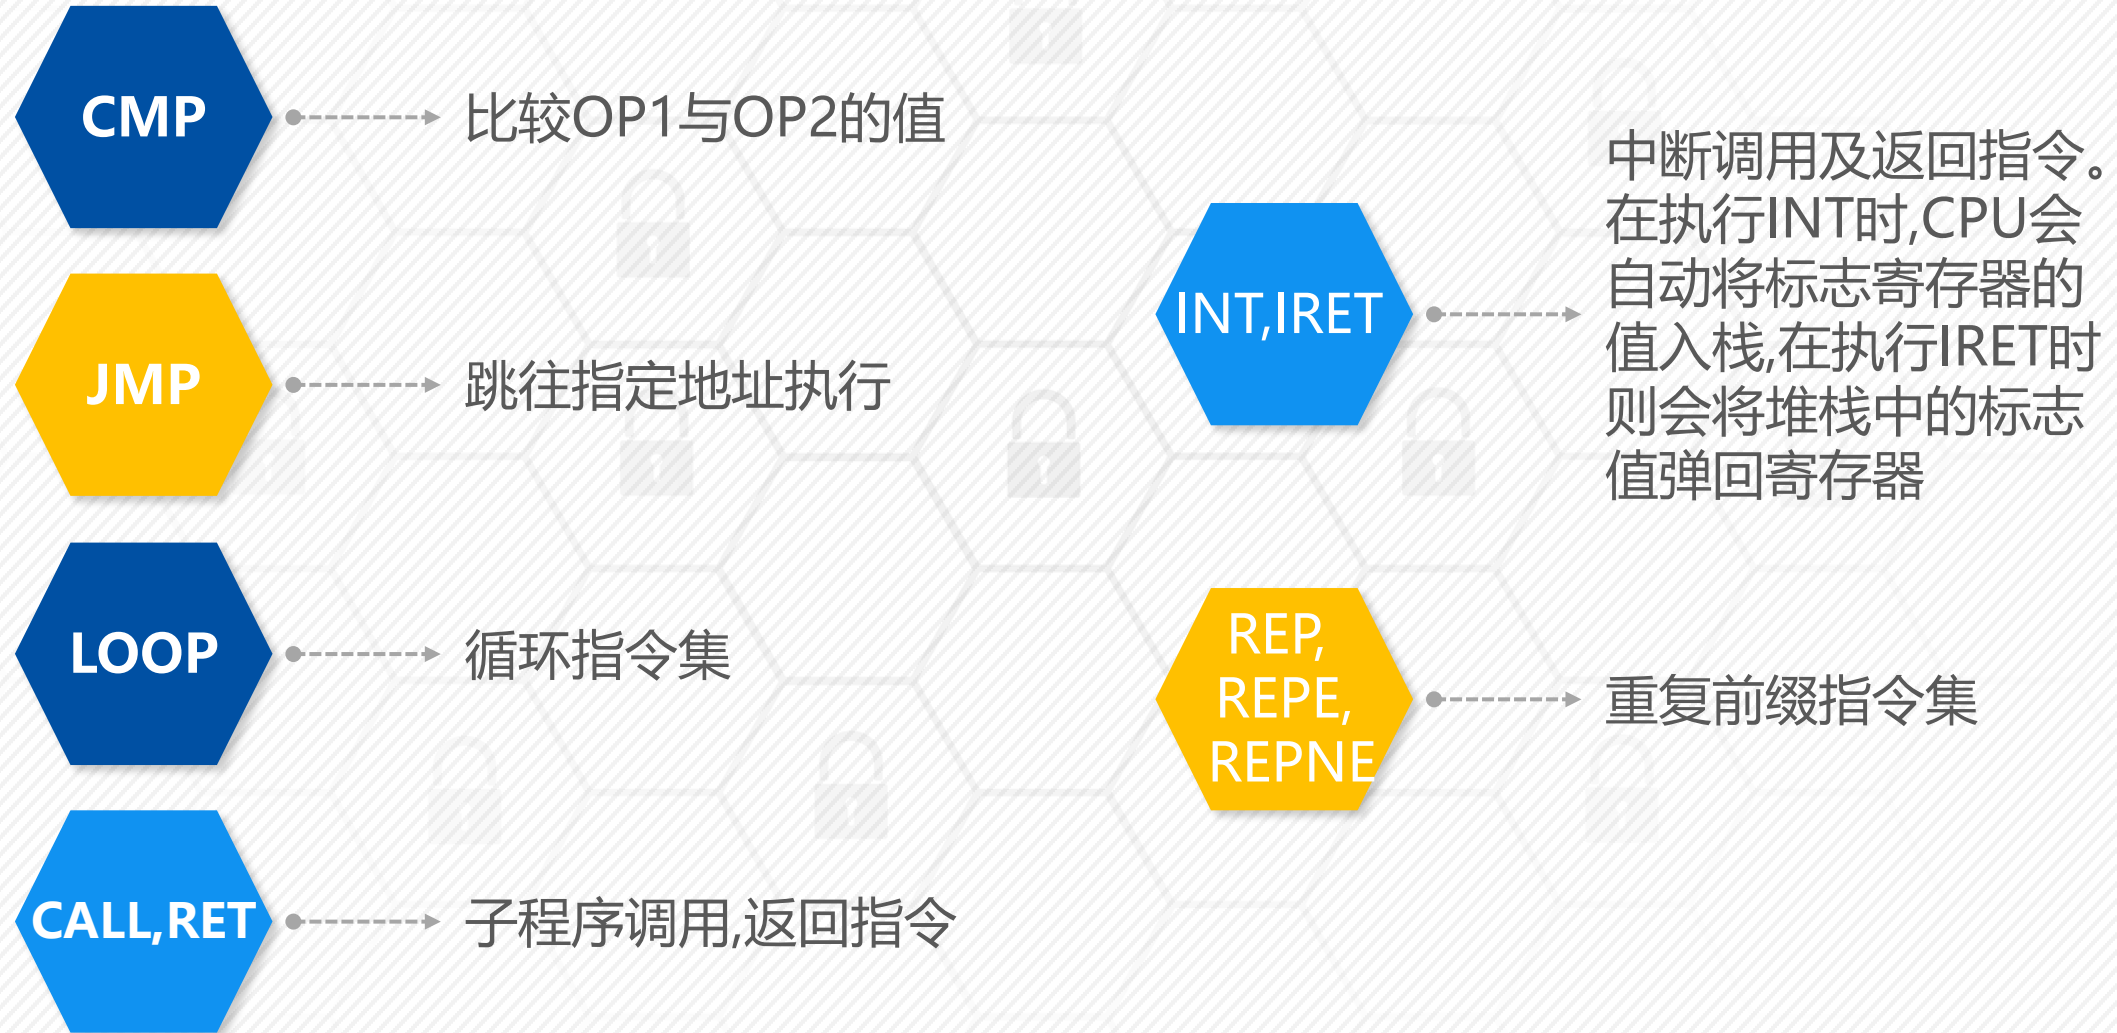 CMP
比较OP1与OP2的值
JMP
跳往指定地址执行
LOOP
循环指令集
CALL,RET
子程序调用,返回指令
INT,IRET
中断调用及返回指令。
在执行INT时,CPU会
自动将标志寄存器的
值入栈,在执行IRET时
则会将堆栈中的标志
值弹回寄存器
REP,
REPE,
REPNE
重复前缀指令集